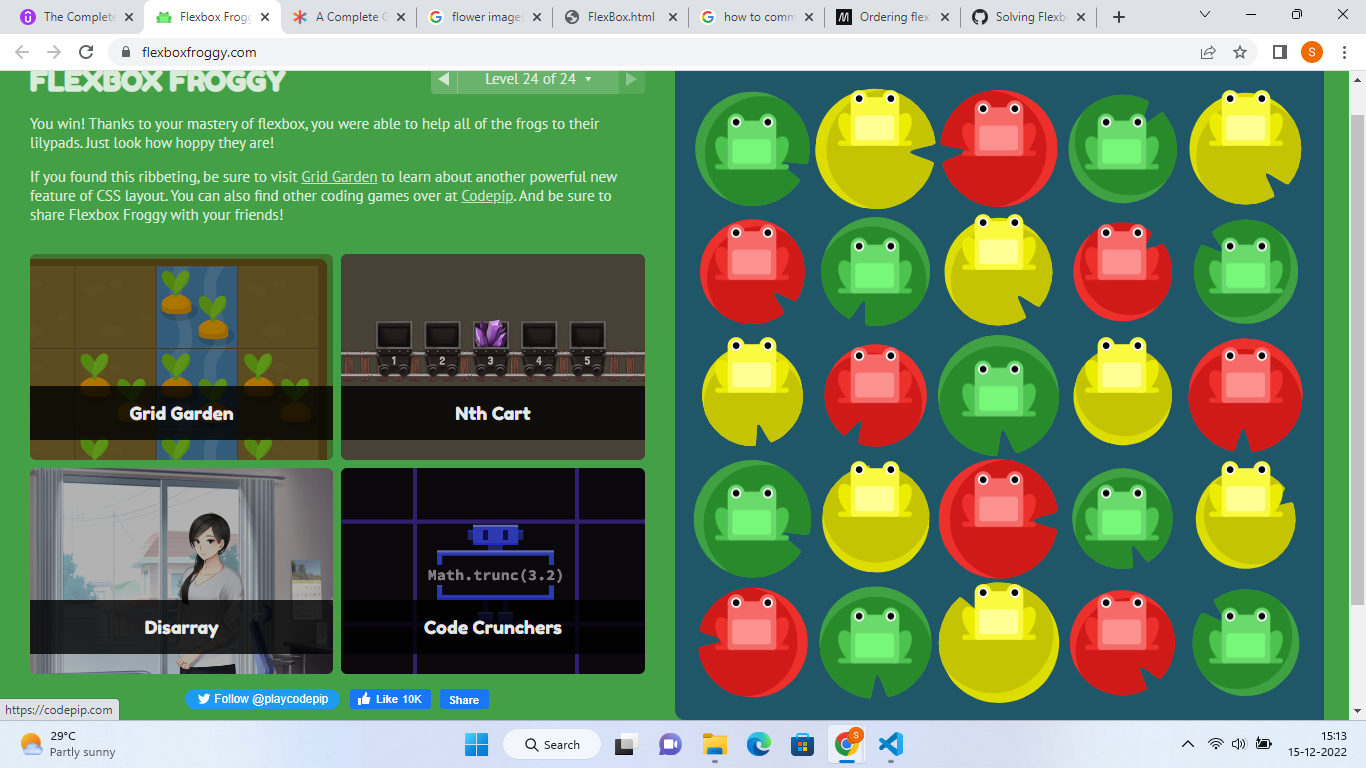 The Complete
Flexbox Frogg
A Complete G
flower images
FlexBox.html
how to comm
Ordering flex
Solving Flexb
flexboxfroggy.com
S
FLEXBOX FROGGY
Level 24 of 24
You win! Thanks to your mastery of flexbox, you were able to help all of the frogs to their
lilypads. Just look how hoppy they are!
If you found this ribbeting, be sure to visit Grid Garden to learn about another powerful new
feature of CSS layout. You can also find other coding games over at Codepip. And be sure to
share Flexbox Froggy with your friends!
1 2 3 4 5
Grid Garden
Nth Cart
Math.trunc(3.2)
Disarray
Code Crunchers
Follow @playcodepip
Like 10K
Share
https://codepip.com
29°C
Partly sunny
Search
S
15:13
15-12-2022